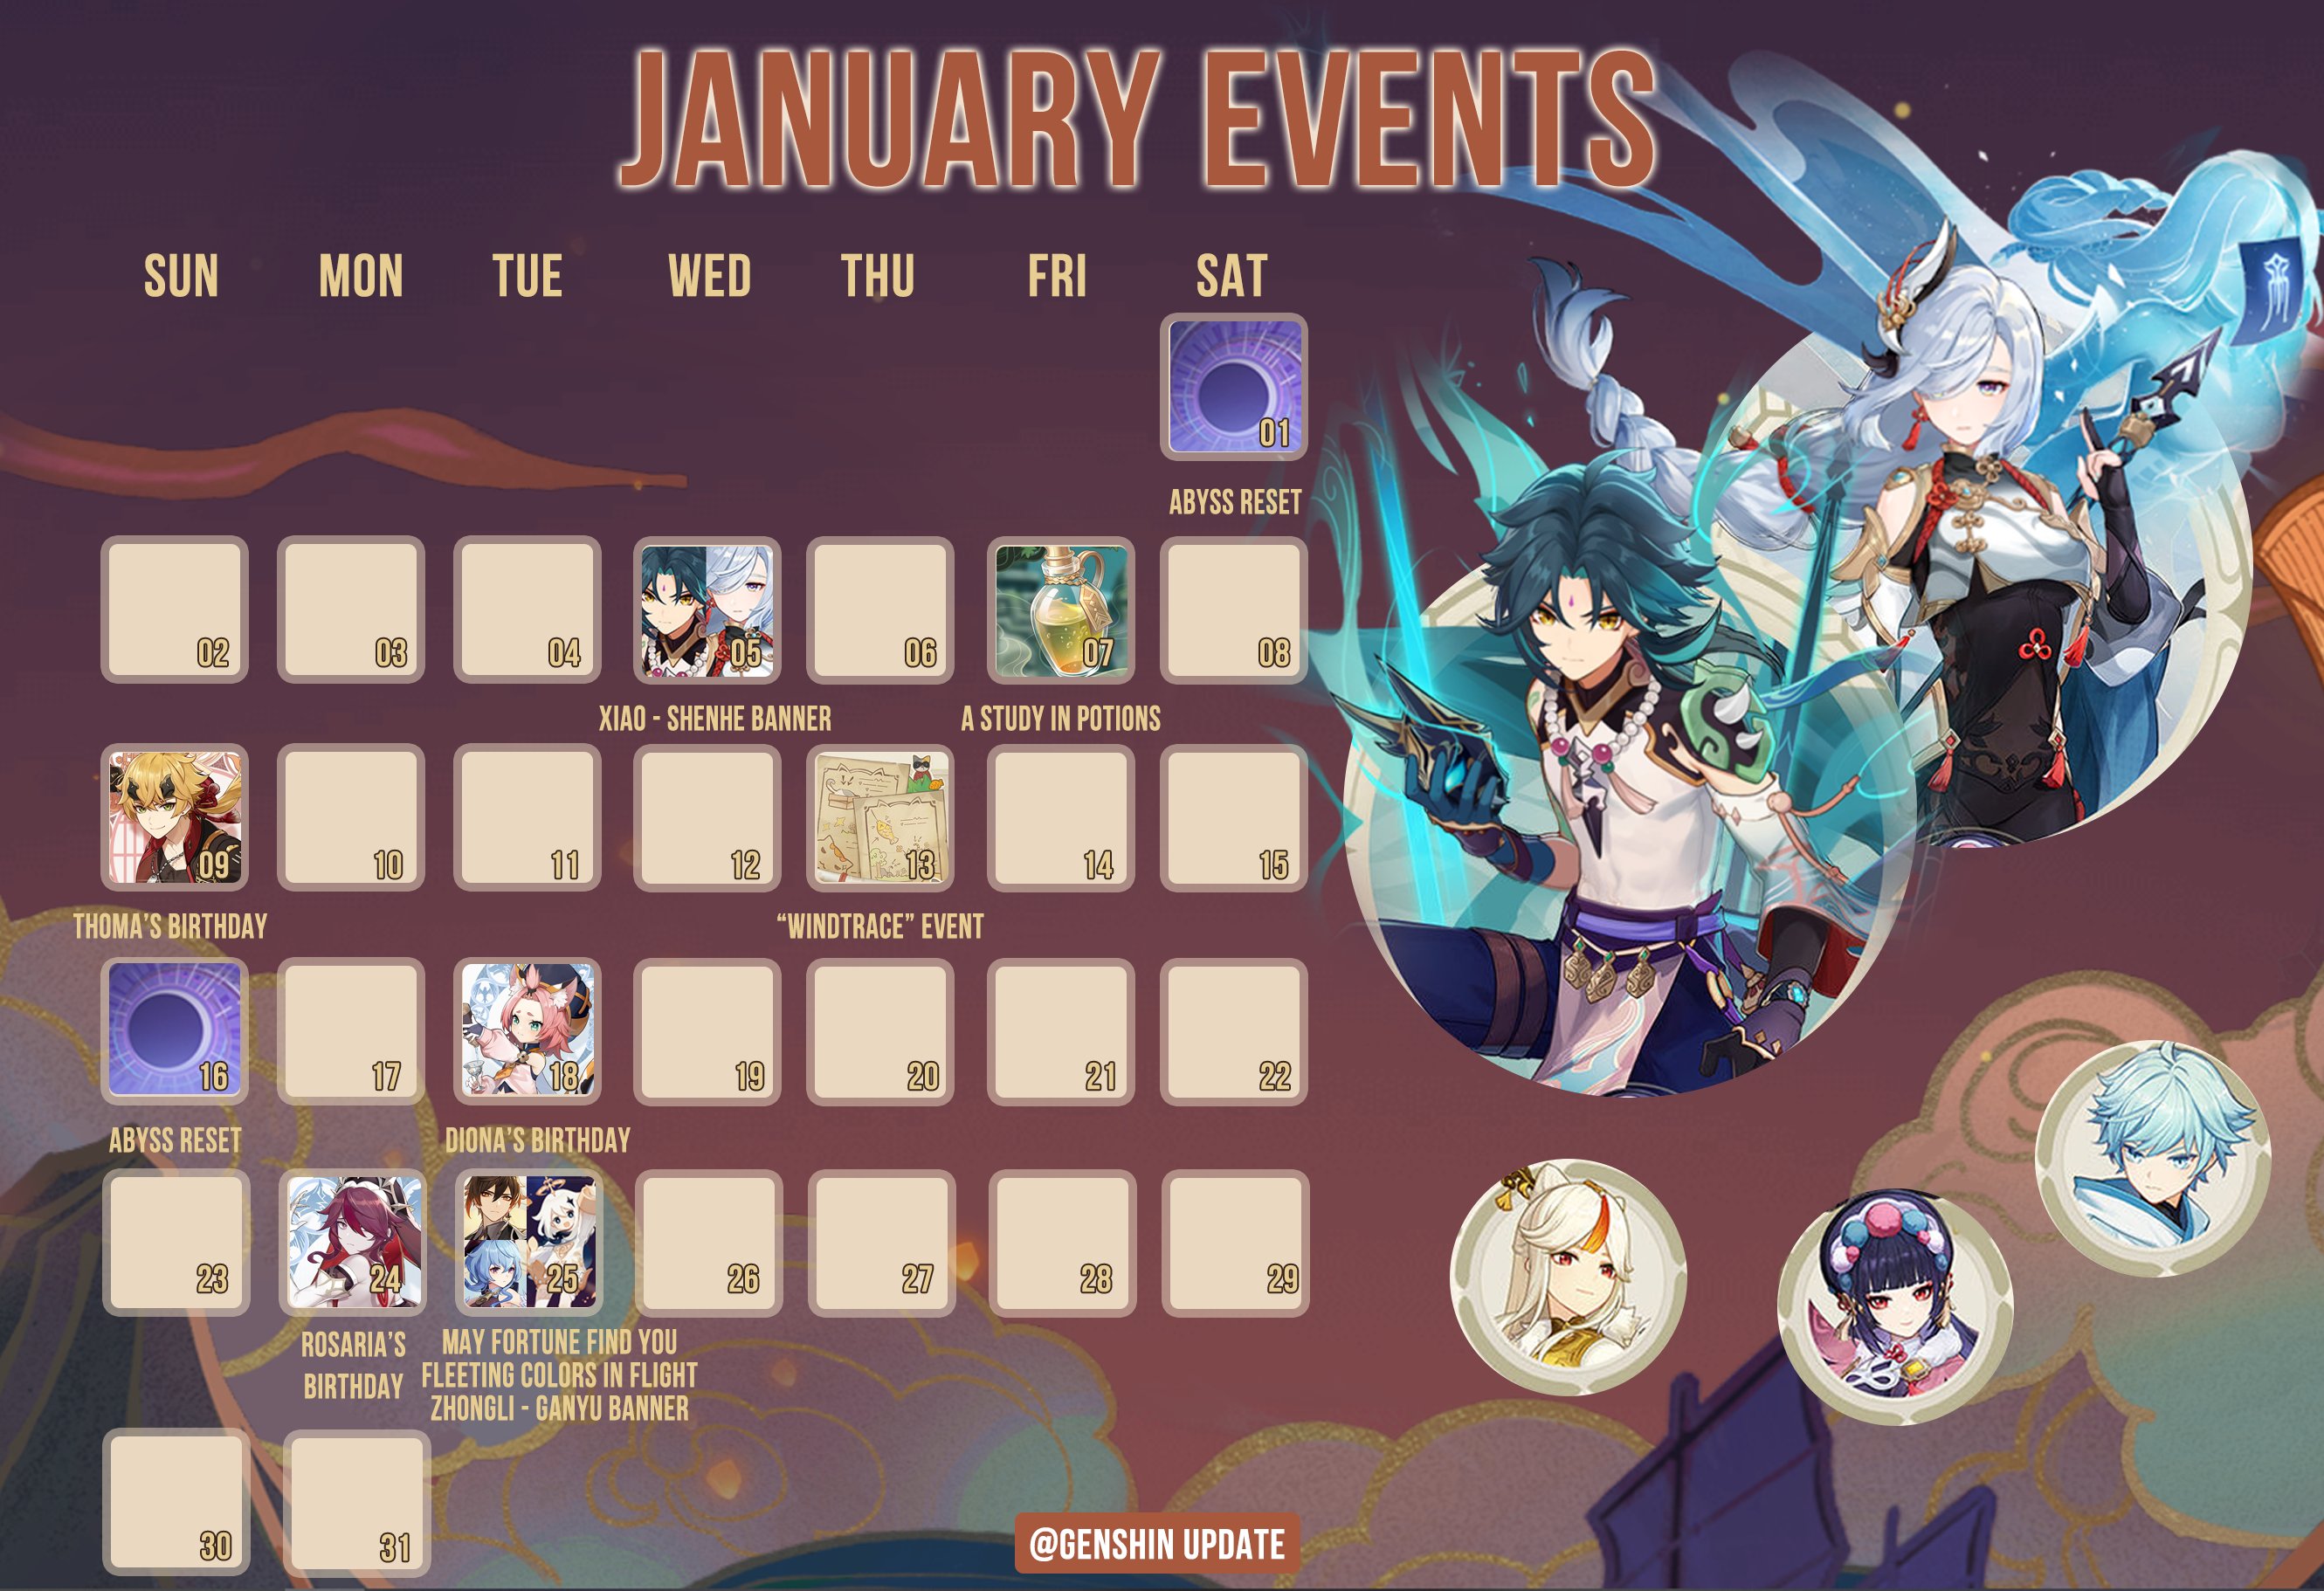 JANUARY EVENTS
SUN MON TUE WED THU FRI SAT
01
ABYSS RESET
02 03 04 05 06 07 08
XIAO - SHENHE BANNER A STUDY IN POTIONS
09 10 11 12 13 14 15
THOMA'S BIRTHDAY "WINDTRACE" EVENT
16 17 18 19 20 21 22
ABYSS RESET DIONA'S BIRTHDAY
23 24 25 26 27 28 29
ROSARIA'S
BIRTHDAY
MAY FORTUNE FIND YOU
FLEETING COLORS IN FLIGHT
ZHONGLI - GANYU BANNER
30 31
@GENSHIN UPDATE